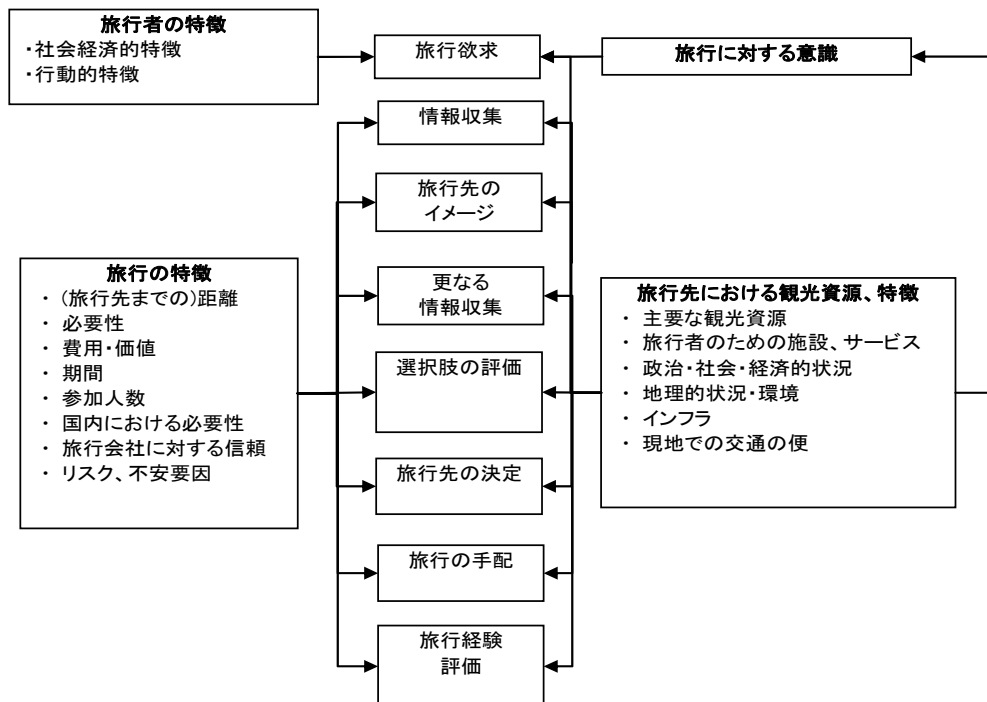 旅行者の特徴
・社会経済的特徴
・行動的特徴
旅行欲求
旅行に対する意識
情報収集
旅行先の
イメージ
更なる
情報収集
選択肢の評価
旅行先の決定
旅行の手配
旅行経験
評価
旅行の特徴
・ (旅行先までの)距離
・ 必要性
・ 費用・価値
・ 期間
・ 参加人数
・ 国内における必要性
・ 旅行会社に対する信頼
・ リスク、不安要因
旅行先における観光資源、特徴
・ 主要な観光資源
・ 旅行者のための施設、サービス
・ 政治・社会・経済的状況
・ 地理的状況・環境
・ インフラ
・ 現地での交通の便